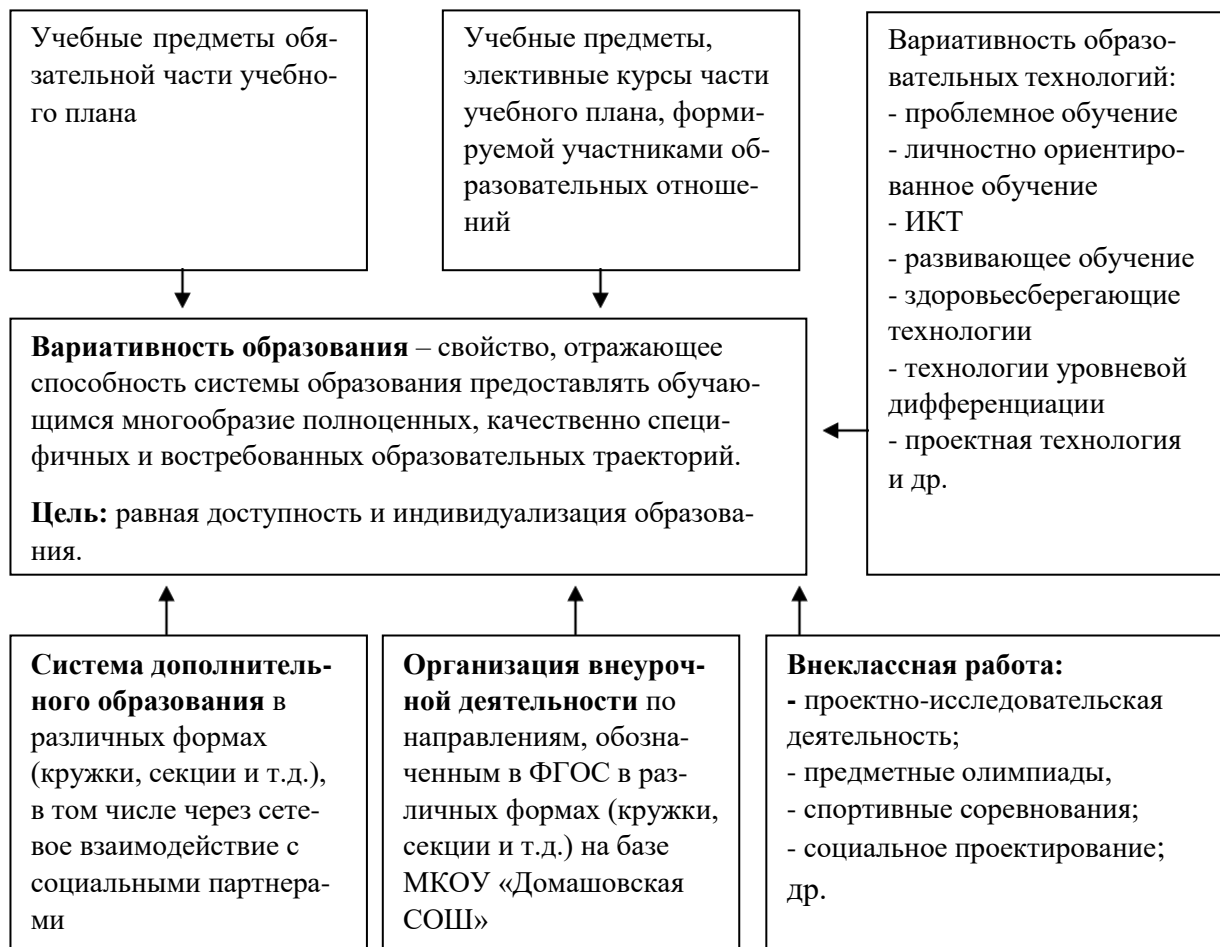 Учебные предметы обя-
зательной части учебно-
го плана
Учебные предметы,
элективные курсы части
учебного плана, форми-
руемой участниками об-
разовательных отноше-
ний
Вариативность образо-
вательных технологий:
- проблемное обучение
- личностно ориентиро-
ванное обучение
- ИКТ
- развивающее обучение
- здоровьесберегающие
технологии
- технологии уровневой
дифференциации
- проектная технология
и др.
Вариативность образования – свойство, отражающее
способность системы образования предоставлять обучаю-
щимся многообразие полноценных, качественно специ-
фичных и востребованных образовательных траекторий.
Цель: равная доступность и индивидуализация образова-
ния.
Система дополнитель-
ного образования в
различных формах
(кружки, секции и т.д.),
в том числе через сете-
вое взаимодействие с
социальными партнера-
ми
Организация внеуроч-
ной деятельности по
направлениям, обозна-
ченным в ФГОС в раз-
личных формах (кружки,
секции и т.д.) на базе
МКОУ «Домашовская
СОШ»
Внеклассная работа:
- проектно-исследовательская
деятельность;
- предметные олимпиады,
- спортивные соревнования;
- социальное проектирование;
др.